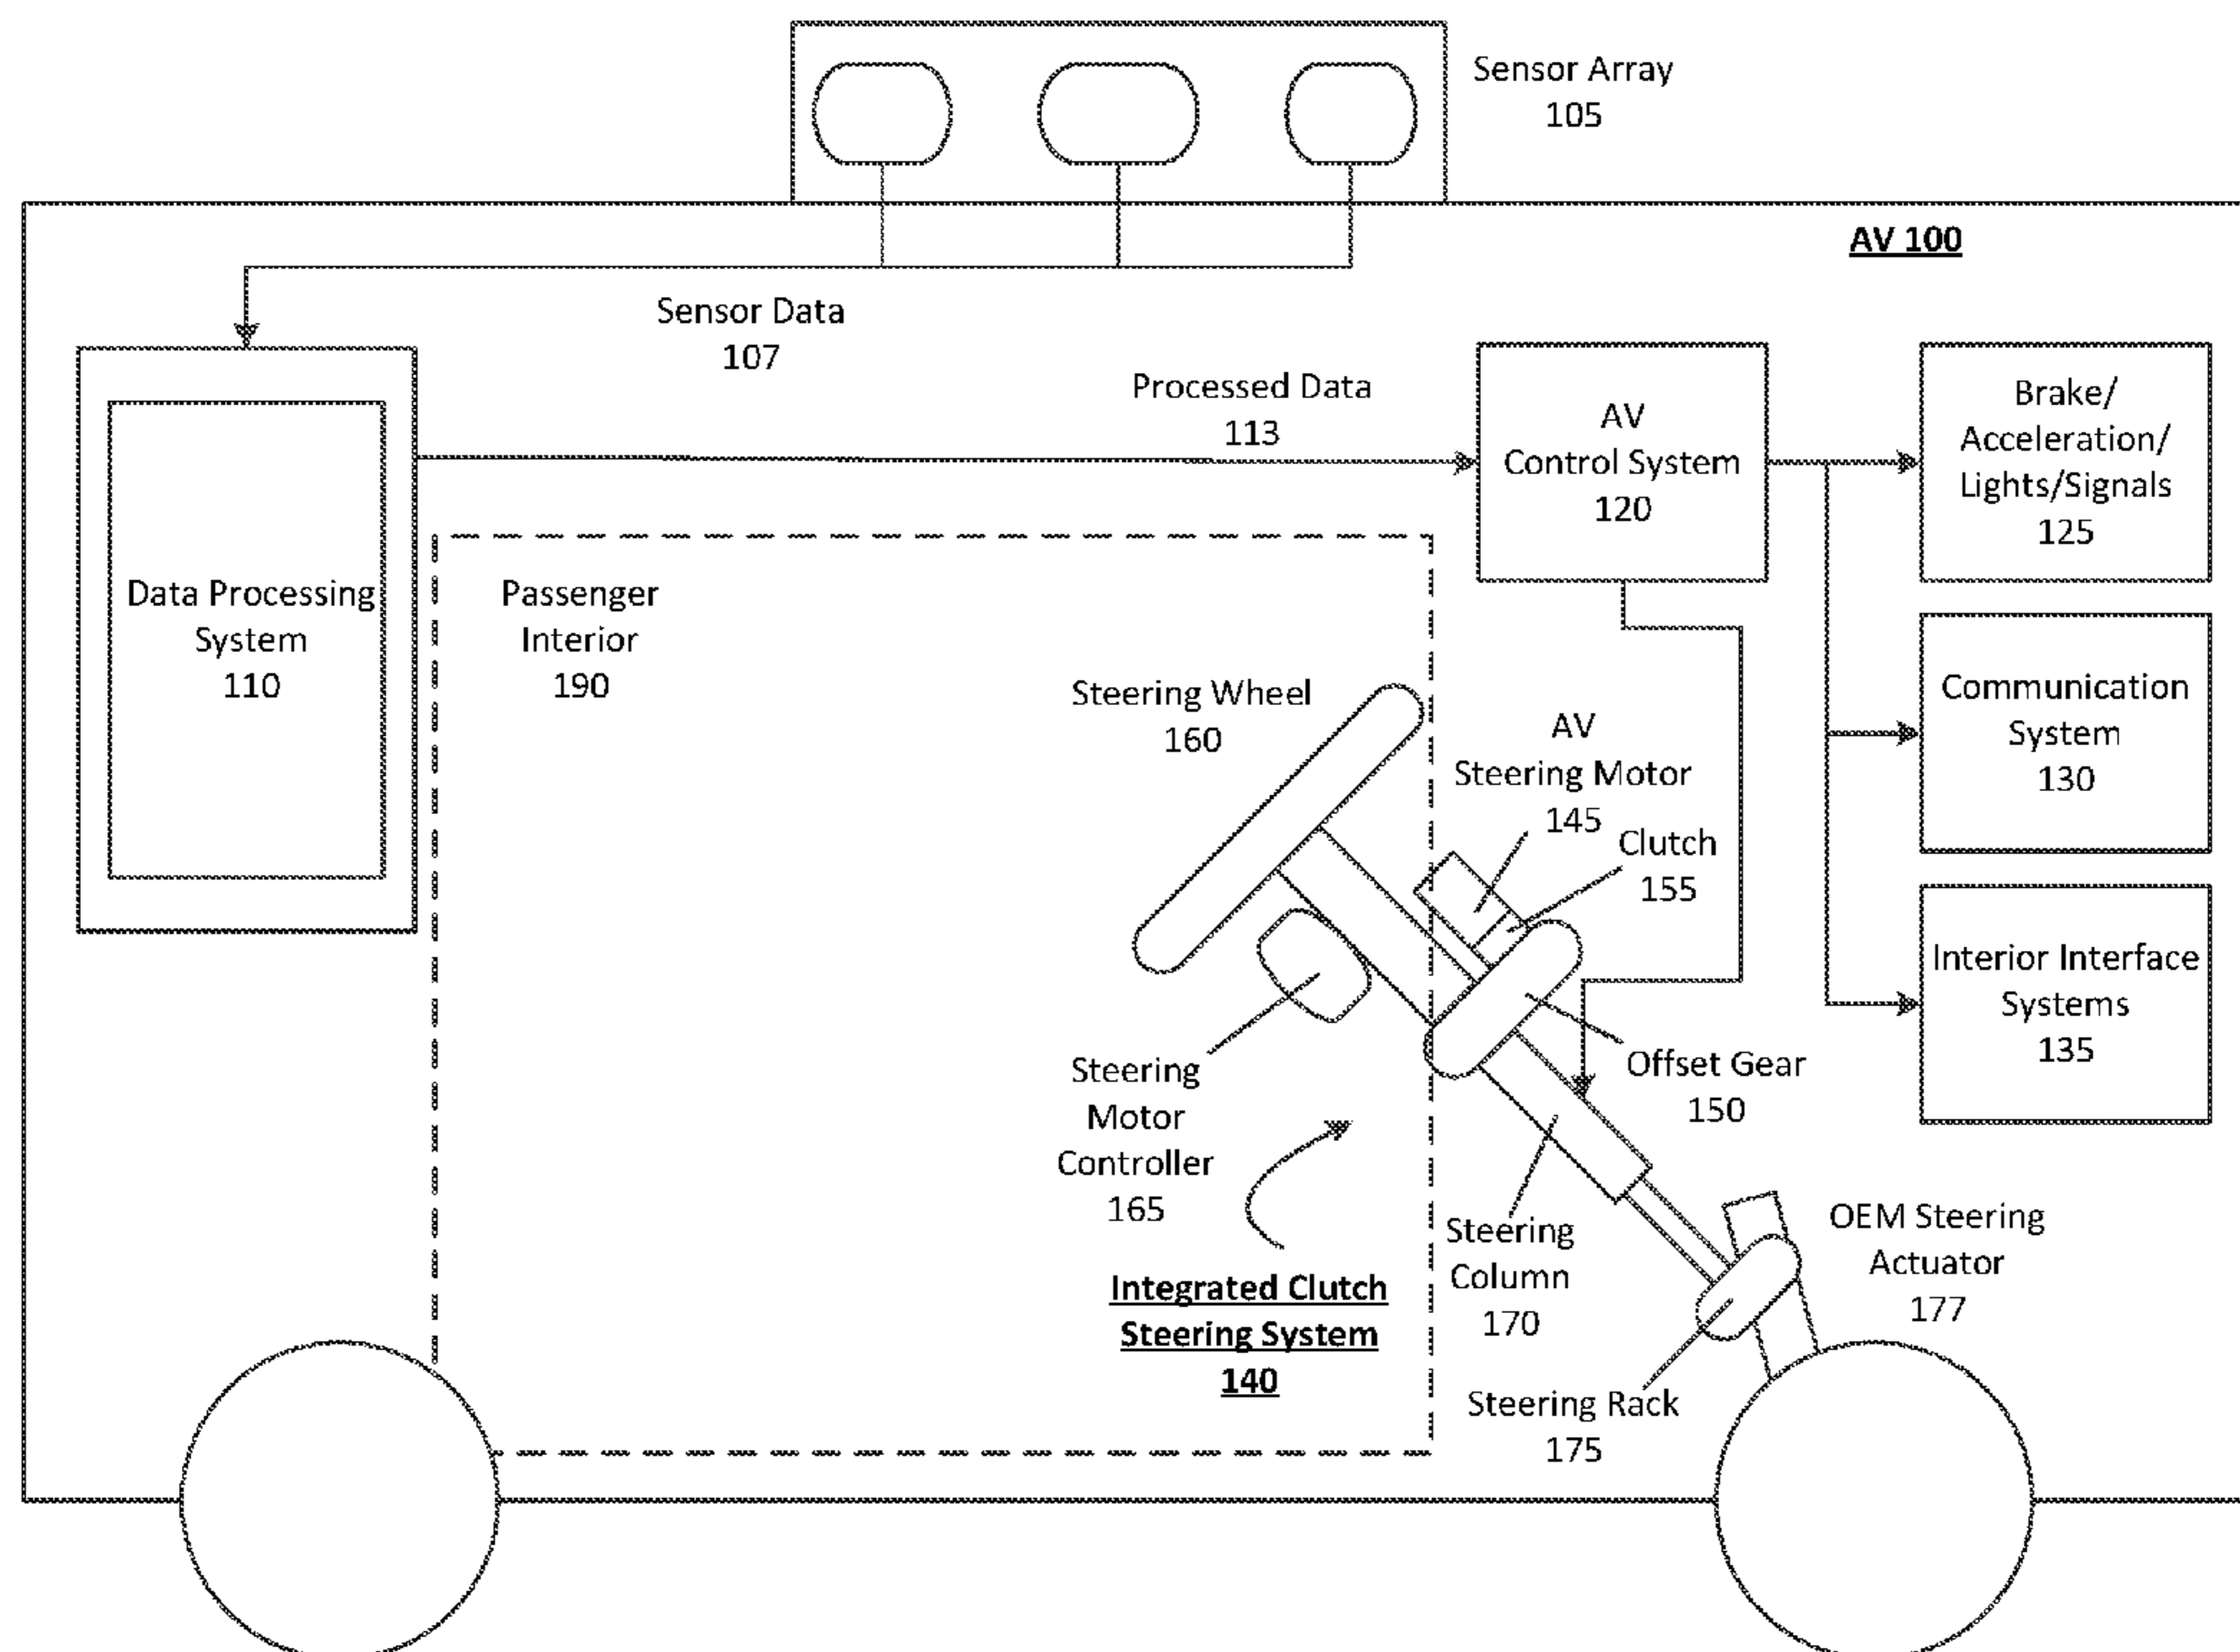 Sensor Array
105
AV 100
Sensor Data
107
Processed Data
113
AV
Control System
120
Brake/
Acceleration/
Lights/Signals
125
Data Processing
System
110
Passenger
Interior
190
Steering Wheel
160
AV
Steering Motor
145
Clutch
155
Communication
System
130
Interior Interface
Systems
135
Steering
Motor
Controller
165
Offset Gear
150
Steering
Column
170
OEM Steering
Actuator
177
Integrated Clutch
Steering System
140
Steering Rack
175